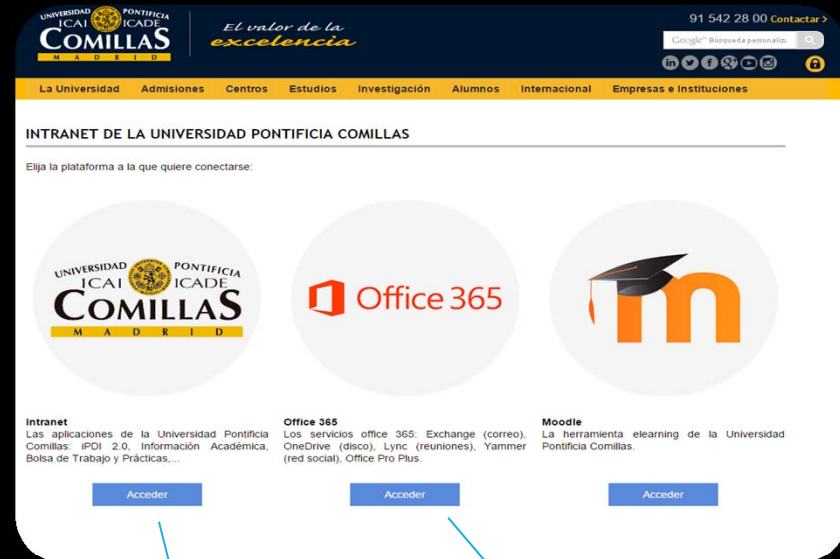 UNIVERSIDAD PONTIFICIA
ICAI ICADE
COMILLAS
M A D R I D
El valor de la
excelencia
91 542 28 00 Contactar >
Google™ Búsqueda personaliz
La Universidad Admisiones Centros Estudios Investigación Alumnos Internacional Empresas e Instituciones
INTRANET DE LA UNIVERSIDAD PONTIFICIA COMILLAS
Elija la plataforma a la que quiere conectarse:
UNIVERSIDAD PONTIFICIA
ICAI ICADE
COMILLAS
M A D R I D
Office 365
m
Intranet
Las aplicaciones de la Universidad Pontificia
Comillas: iPDI 2.0, Información Académica,
Bolsa de Trabajo y Prácticas,...
Acceder
Office 365
Los servicios office 365: Exchange (correo),
OneDrive (disco), Lync (reuniones), Yammer
(red social), Office Pro Plus.
Acceder
Moodle
La herramienta elearning de la Universidad
Pontificia Comillas.
Acceder